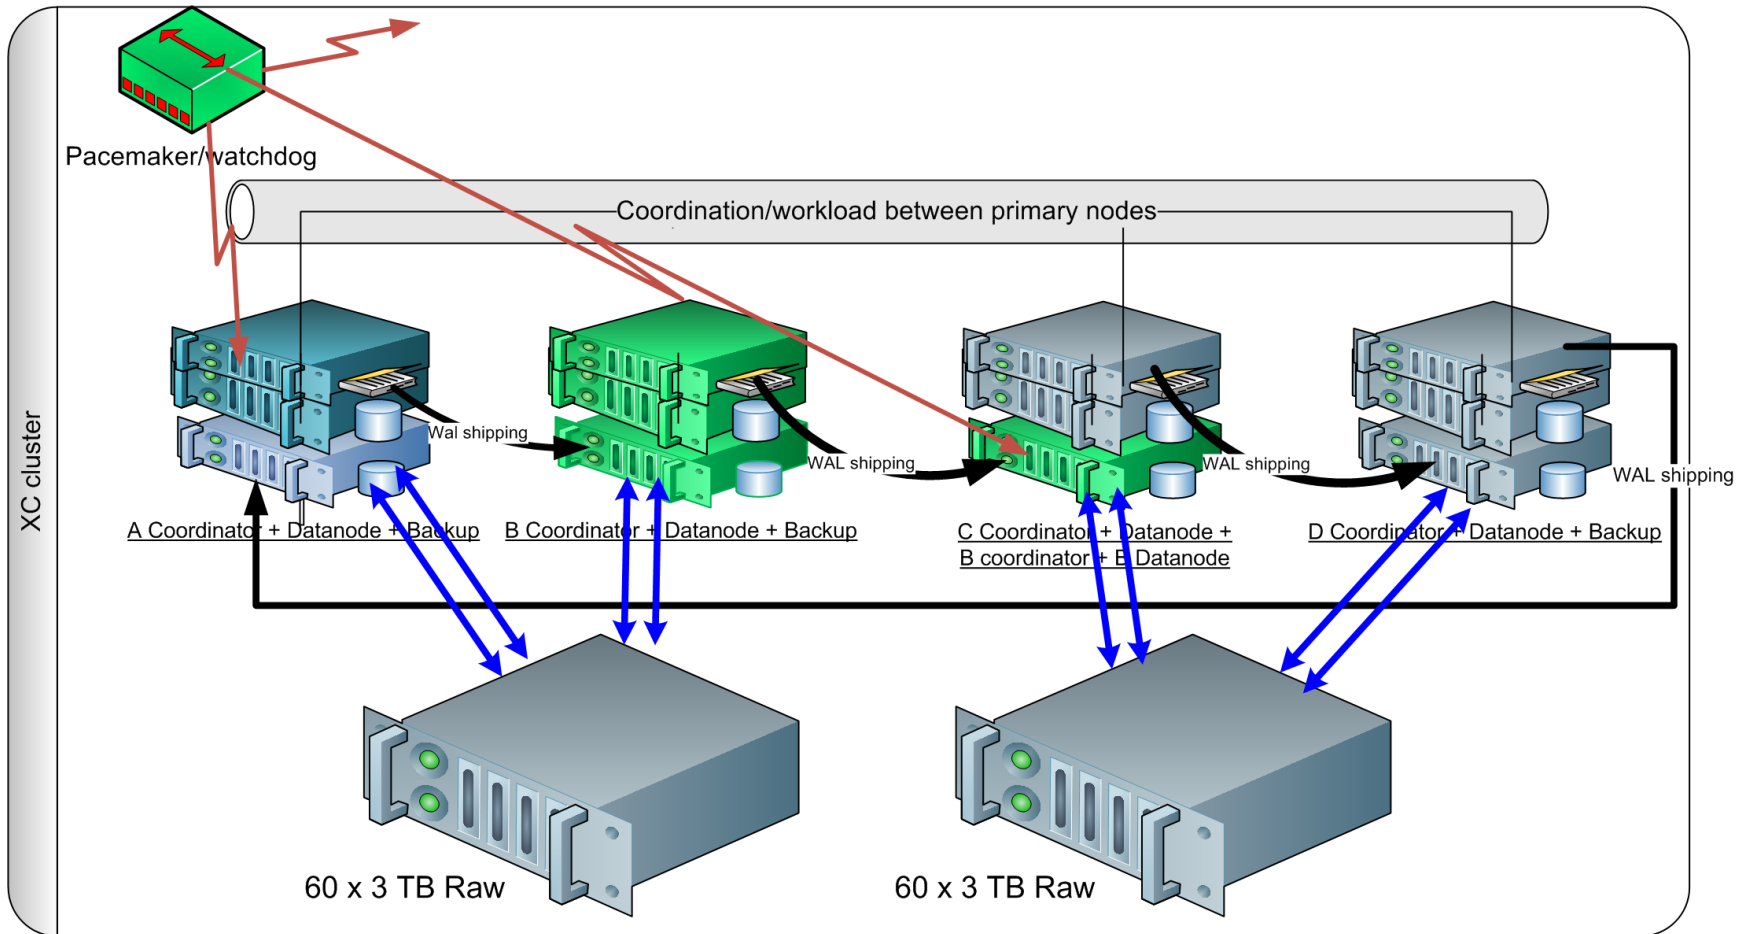 XC cluster
Pacemaker/watchdog
Coordination/workload between primary nodes
Wal shipping
WAL shipping
WAL shipping
WAL shipping
A Coordinator + Datanode + Backup
B Coordinator + Datanode + Backup
C Coordinator + Datanode +
B coordinator + B Datanode
D Coordinator + Datanode + Backup
60 x 3 TB Raw
60 x 3 TB Raw